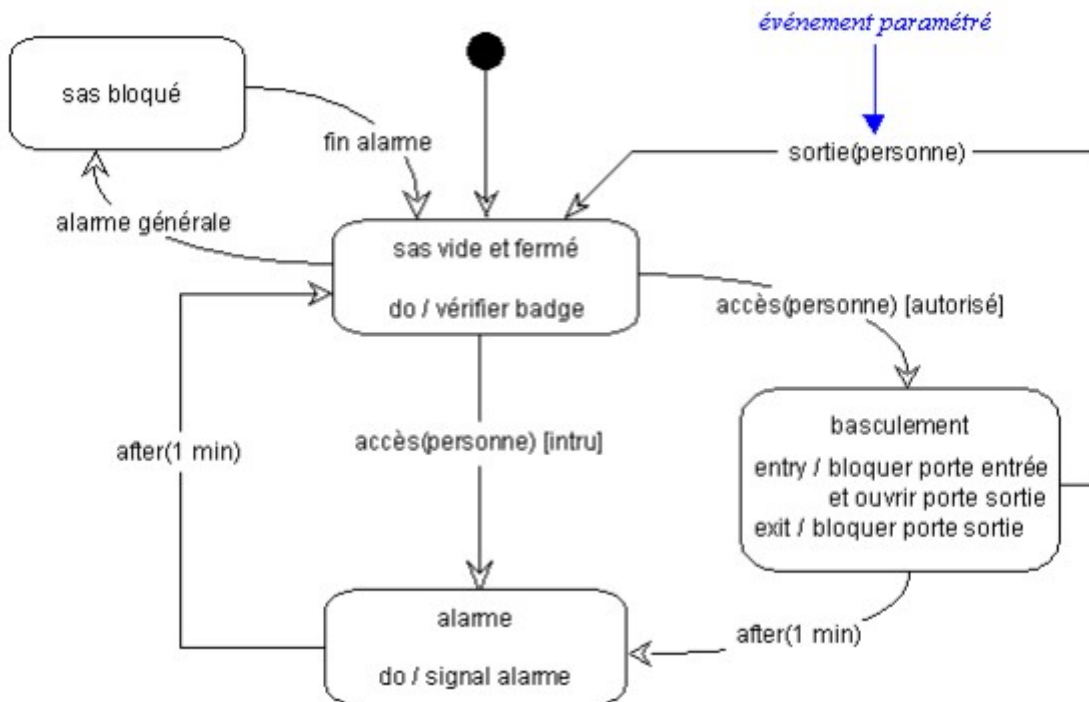 événement paramétré
sas bloqué
fin alarme
sortie(personne)
alarme générale
sas vide et fermé
do / vérifier badge
accès(personne) [autorisé]
basculement
after(1 min)
accès(personne) [intru]
entry / bloquer porte entrée
et ouvrir porte sortie
exit / bloquer porte sortie
alarme
after(1 min)
do / signal alarme